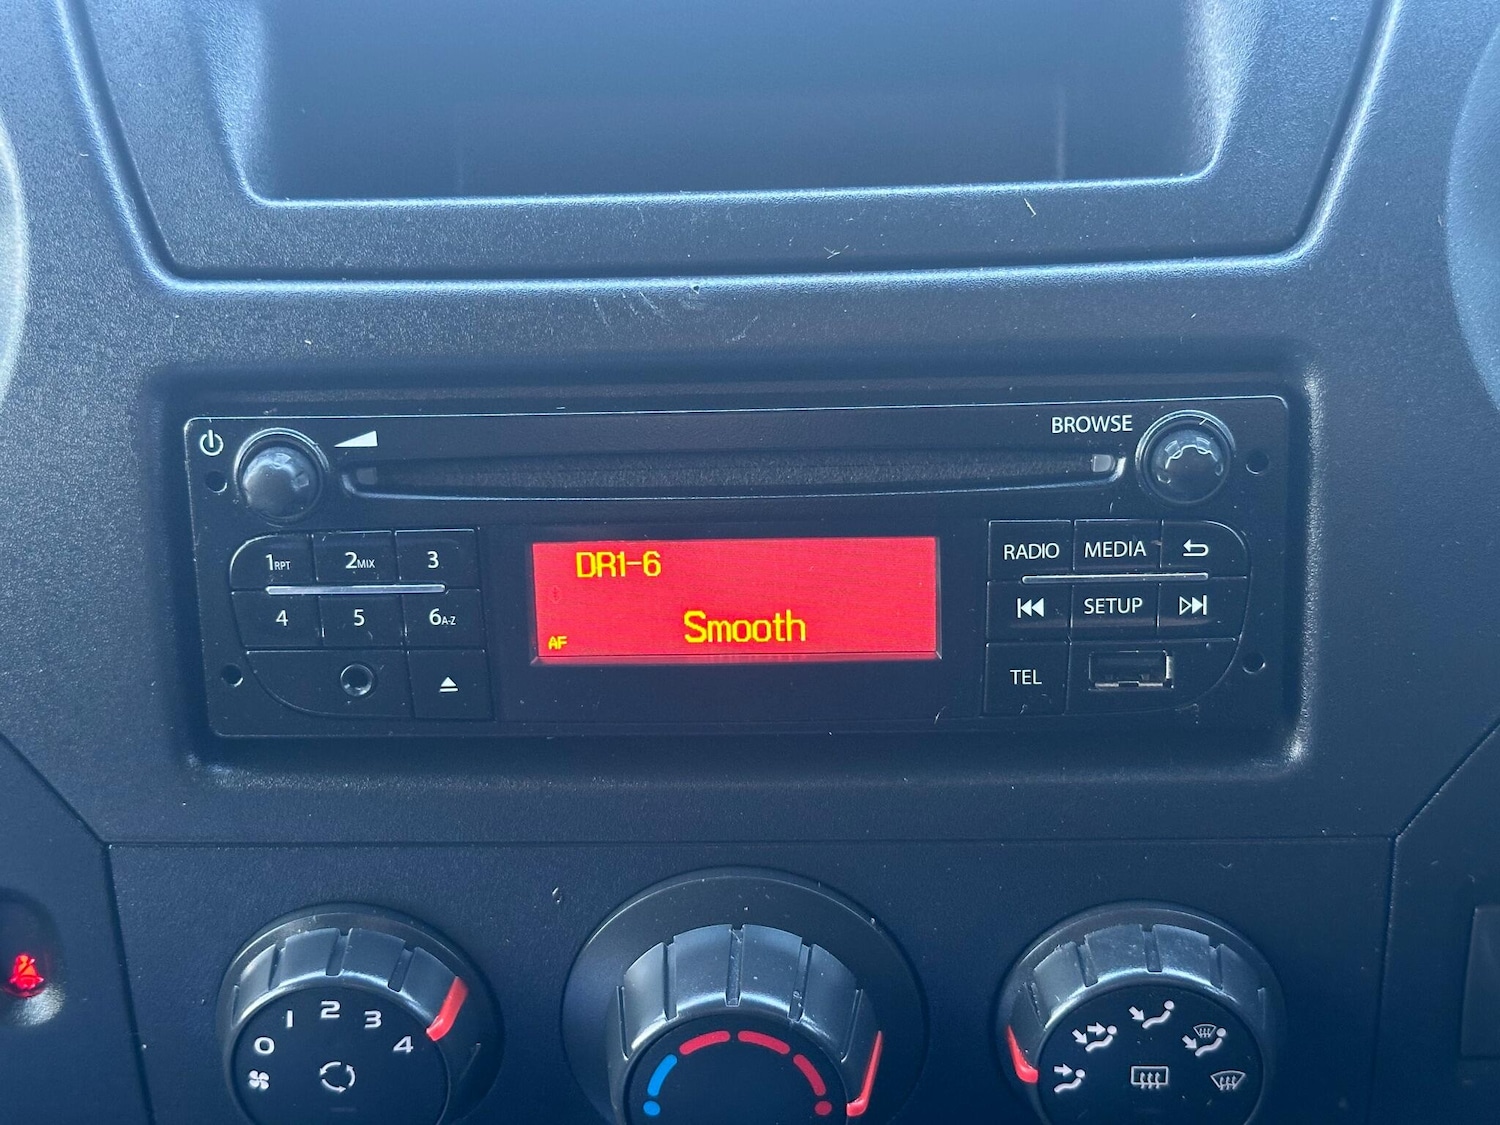 BROWSE
1RPT 2MIX 3
4 5 6A-Z
DR1-6
Smooth
AF
RADIO MEDIA
SETUP
TEL
0 1 2 3 4